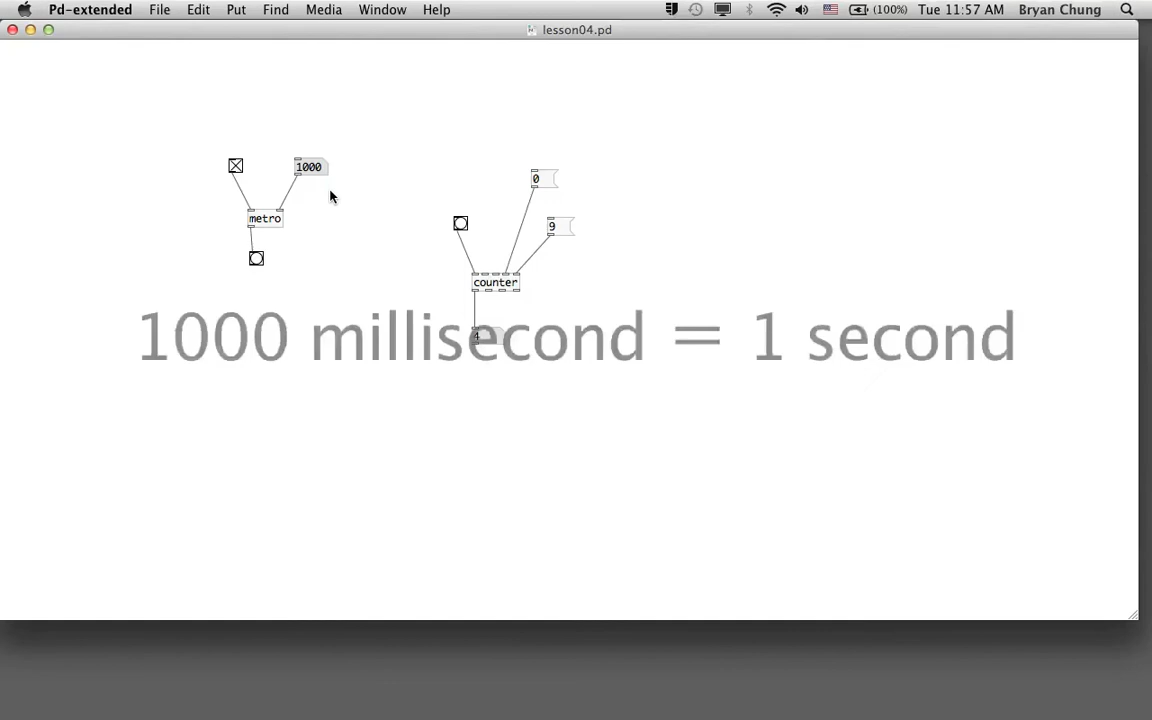 Pd-extended File Edit Put Find Media Window Help (100%) Tue 11:57 AM Bryan Chung
lesson04.pd
1000
0
metro
9
counter
4
1000 millisecond = 1 second